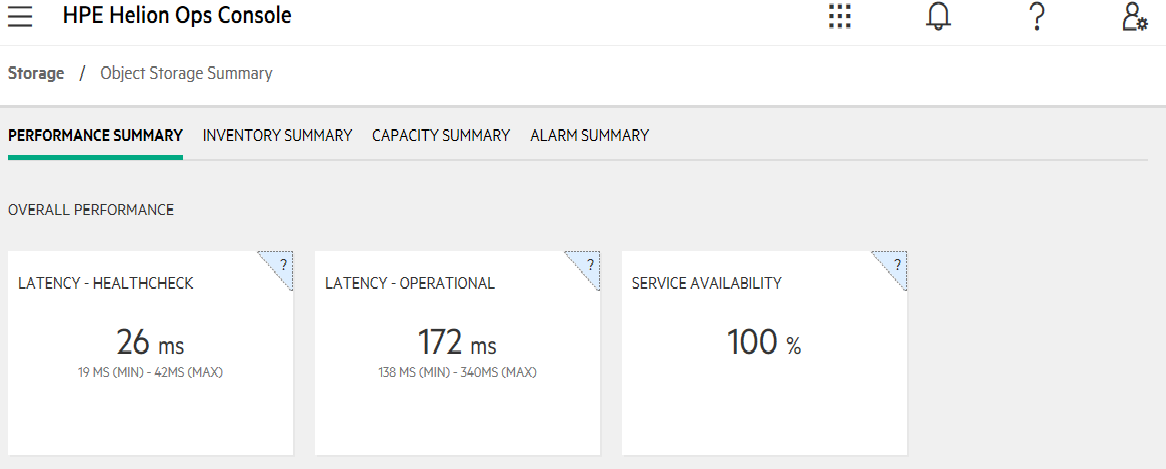 HPE Helion Ops Console
?
Storage / Object Storage Summary
PERFORMANCE SUMMARY INVENTORY SUMMARY CAPACITY SUMMARY ALARM SUMMARY
OVERALL PERFORMANCE
?
LATENCY - HEALTHCHECK
26 ms
19 MS (MIN) - 42MS (MAX)
?
LATENCY - OPERATIONAL
172 ms
138 MS (MIN) - 340MS (MAX)
?
SERVICE AVAILABILITY
100 %